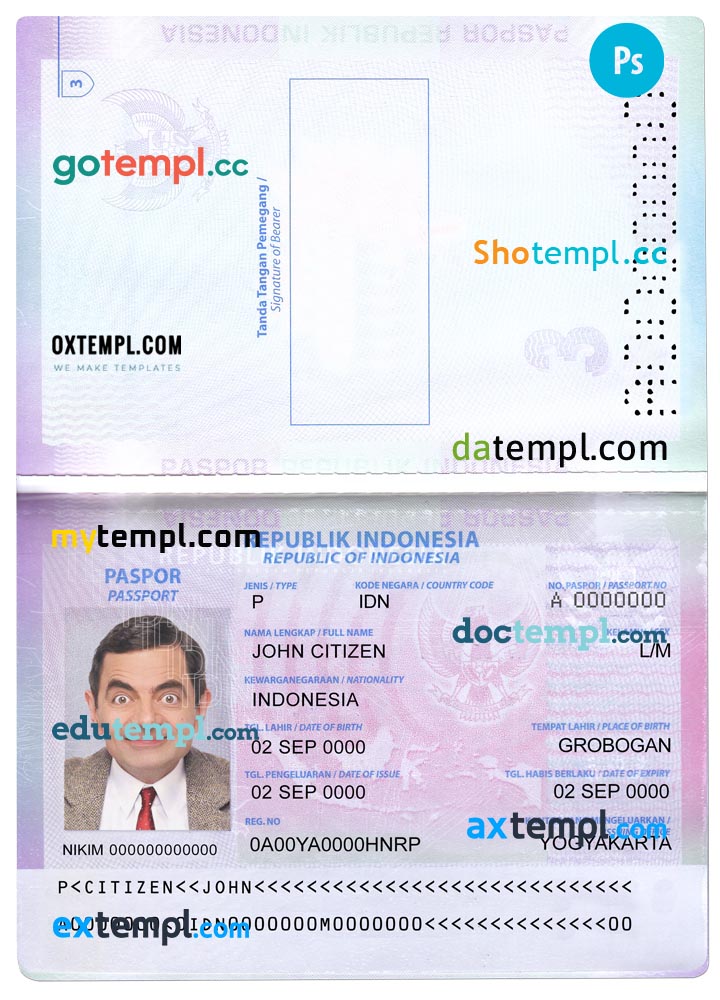 PASPOR REPUBLIK INDONESIA
Ps
3
gotempl.cc
Tanda Tangan Pemegang /
Signature of Bearer
Shotempl.cc
OXTEMPL.COM
WE MAKE TEMPLATES
3
datempl.com
PASPOR REPUBLIK INDONESIA
mytempl.com
REPUBLIK INDONESIA
REPUBLIC OF INDONESIA
PASPOR
PASSPORT
JENIS / TYPE KODE NEGARA / COUNTRY CODE NO. PASPOR / PASSPORT NO
P IDN A 0000000
NAMA LENGKAP / FULL NAME
doctempl.com
JOHN CITIZEN L/M
KEWARGANEGARAAN / NATIONALITY
INDONESIA
edutempl.com
TGL. LAHIR / DATE OF BIRTH TEMPAT LAHIR / PLACE OF BIRTH
02 SEP 0000 GROBOGAN
TGL. PENGELUARAN / DATE OF ISSUE TGL. HABIS BERLAKU / DATE OF EXPIRY
02 SEP 0000 02 SEP 0000
REG. NO
axtempl.com
0A00YA0000HNRP YOGYAKARTA
NIKIM 000000000000
P<CITIZEN<<JOHN<<<<<<<<<<<<<<<<<<<<<<<<<<<<<
extempl.com